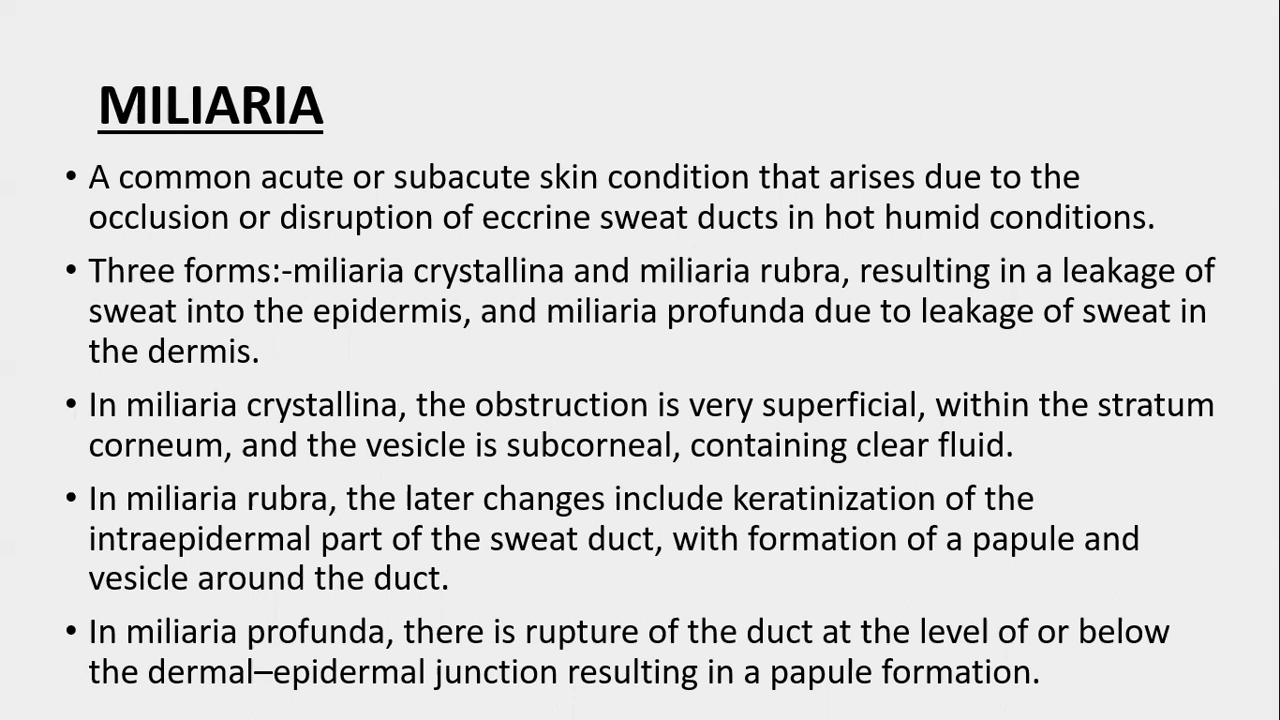 MILIARIA
• A common acute or subacute skin condition that arises due to the
occlusion or disruption of eccrine sweat ducts in hot humid conditions.
• Three forms:-miliaria crystallina and miliaria rubra, resulting in a leakage of
sweat into the epidermis, and miliaria profunda due to leakage of sweat in
the dermis.
• In miliaria crystallina, the obstruction is very superficial, within the stratum
corneum, and the vesicle is subcorneal, containing clear fluid.
• In miliaria rubra, the later changes include keratinization of the
intraepidermal part of the sweat duct, with formation of a papule and
vesicle around the duct.
• In miliaria profunda, there is rupture of the duct at the level of or below
the dermal–epidermal junction resulting in a papule formation.